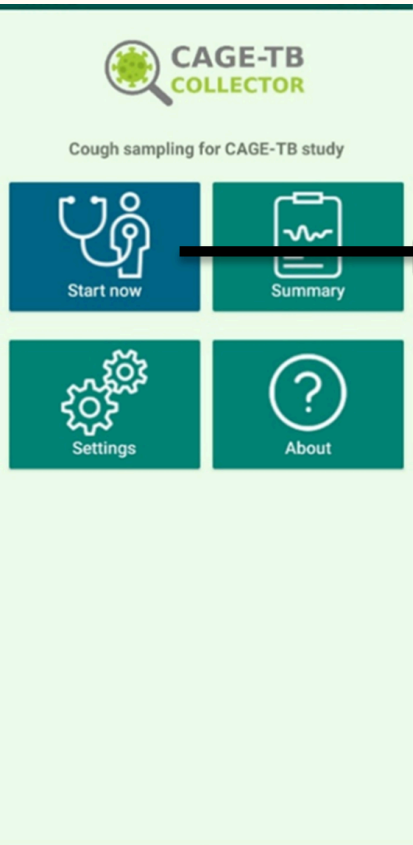 CAGE-TB
COLLECTOR
Cough sampling for CAGE-TB study
Start now
Summary
Settings
?
About